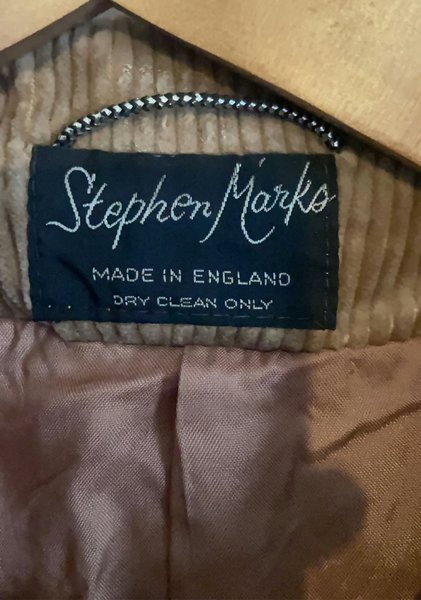 Stephen Marks
MADE IN ENGLAND
DRY CLEAN ONLY